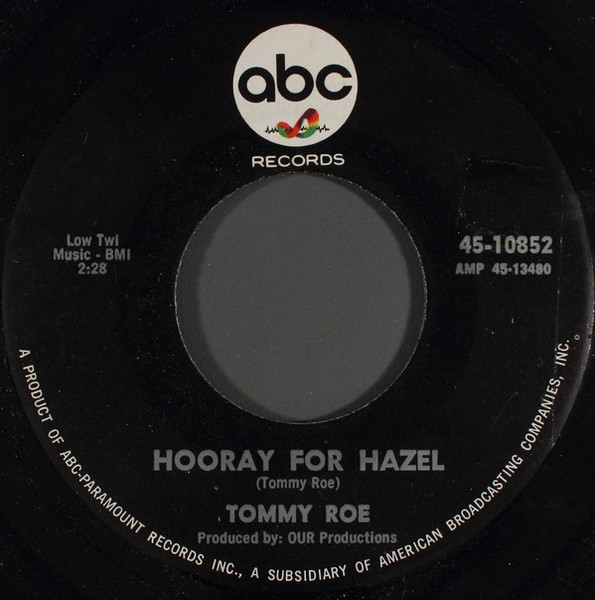 abc
RECORDS
Low Twi
Music - BMI
2:28
45-10852
AMP 45-13480
HOORAY FOR HAZEL
(Tommy Roe)
TOMMY ROE
Produced by: OUR Productions
A PRODUCT OF ABC-PARAMOUNT RECORDS INC., A SUBSIDIARY OF AMERICAN BROADCASTING COMPANIES, INC.